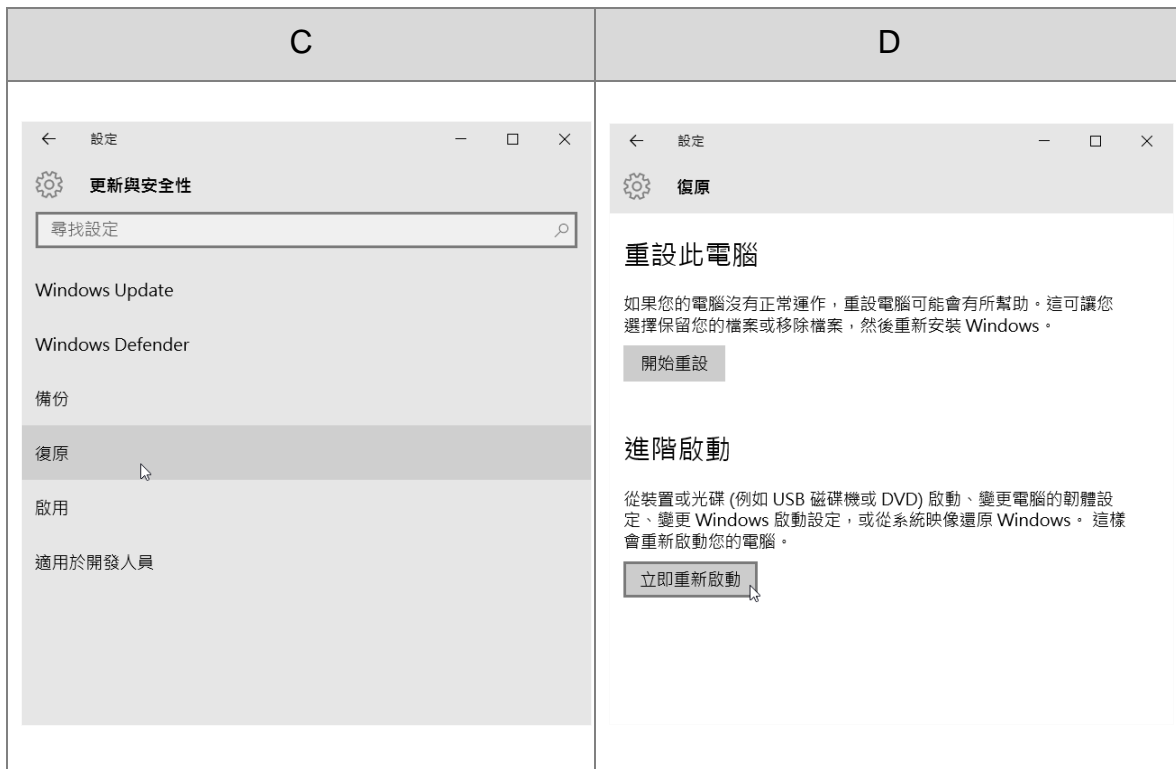 C
D
設定
更新與安全性
尋找設定
Windows Update
Windows Defender
備份
復原
啟用
適用於開發人員
設定
復原
重設此電腦
如果您的電腦沒有正常運作，重設電腦可能會有所幫助。這可讓您
選擇保留您的檔案或移除檔案，然後重新安裝 Windows。
開始重設
進階啟動
從裝置或光碟 (例如 USB 磁碟機或 DVD) 啟動、變更電腦的韌體設
定、變更 Windows 啟動設定，或從系統映像還原 Windows。 這樣
會重新啟動您的電腦。
立即重新啟動